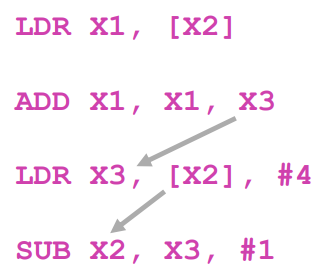 LDR X1, [X2]
ADD X1, X1, X3
LDR X3, [X2], #4
SUB X2, X3, #1